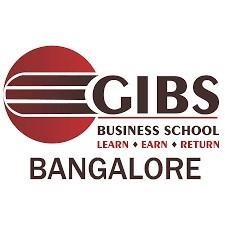 GIBS
BUSINESS SCHOOL
LEARN ♦ EARN ♦ RETURN
BANGALORE